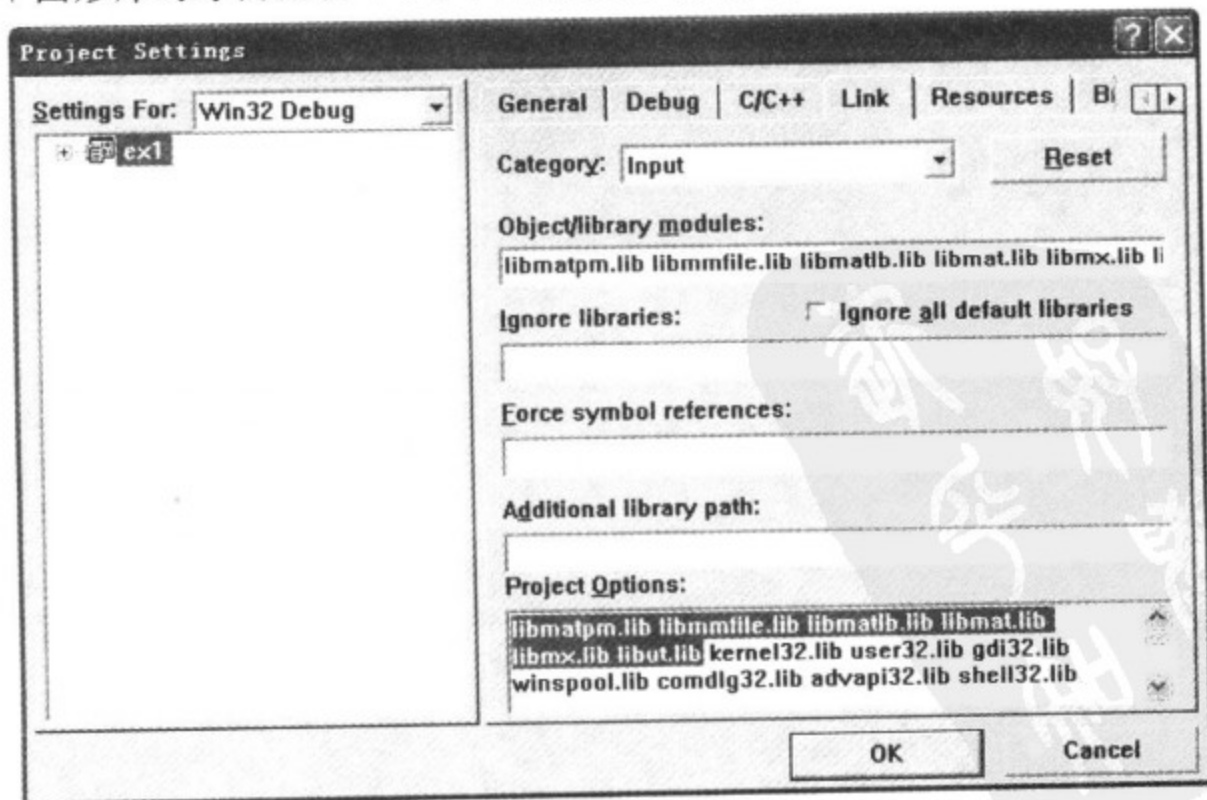 Project Settings
Settings For: Win32 Debug
ex1
General Debug C/C++ Link Resources
Category: Input Reset
Object/library modules:
libmatpm.lib libmmfile.lib libmatlb.lib libmat.lib libmx.lib li
Ignore libraries: Ignore all default libraries
Force symbol references:
Additional library path:
Project Options:
libmatpm.lib libmmfile.lib libmatlb.lib libmat.lib
libmx.lib libut.lib kernel32.lib user32.lib gdi32.lib
winspool.lib comdlg32.lib advapi32.lib shell32.lib
OK Cancel